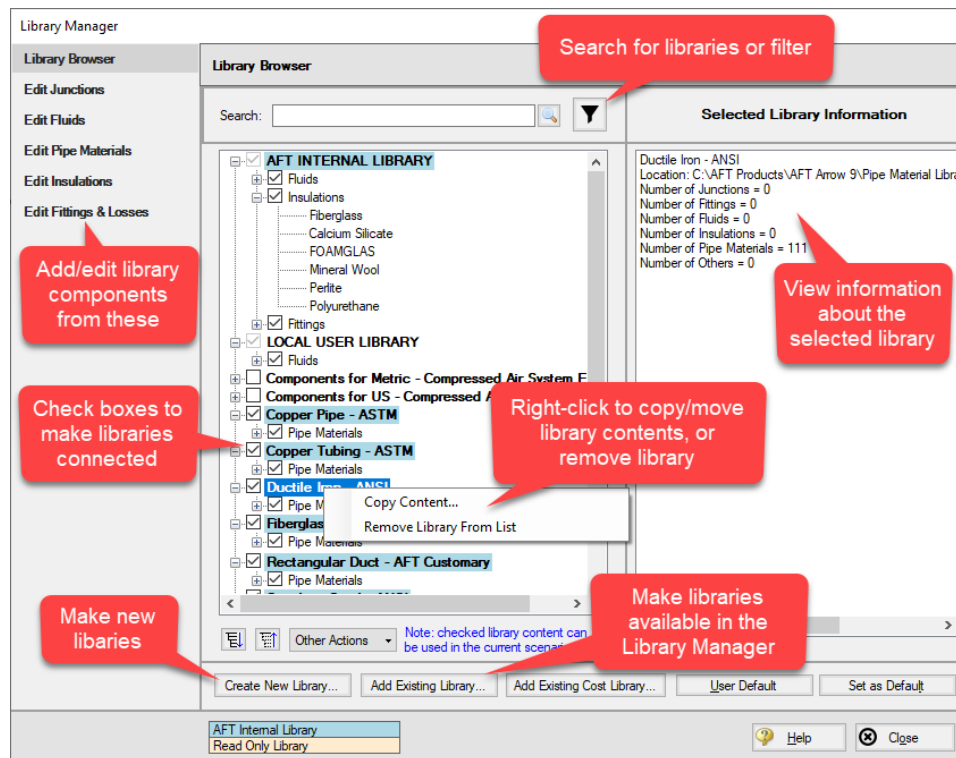 Library Manager
Library Browser
Edit Junctions
Edit Fluids
Edit Pipe Materials
Edit Insulations
Edit Fittings & Losses
Add/edit library
components
from these
Check boxes to
make libraries
connected
Make new
libaries
Library Browser
Search for libraries or filter
Search:
AFT INTERNAL LIBRARY
Fluids
Insulations
Fiberglass
Calcium Silicate
FOAMGLAS
Mineral Wool
Perlite
Polyurethane
Fittings
LOCAL USER LIBRARY
Fluids
Components for Metric - Compressed Air System E
Components for US - Compressed A
Copper Pipe - ASTM
Pipe Materials
Copper Tubing - ASTM
Pipe Materials
Ductile Iron - ANSI
Pipe M
Fiberglas
Pipe Materials
Rectangular Duct - AFT Customary
Pipe Materials
Right-click to copy/move
library contents, or
remove library
Copy Content...
Remove Library From List
Other Actions
Note: checked library content can
be used in the current scenari
Selected Library Information
Ductile Iron - ANSI
Location: C:\AFT Products\AFT Arrow 9\Pipe Material Libra
Number of Junctions = 0
Number of Fittings = 0
Number of Fluids = 0
Number of Insulations = 0
Number of Pipe Materials = 111
Number of Others = 0
View information
about the
selected library
Make libraries
available in the
Library Manager
Create New Library...
Add Existing Library...
Add Existing Cost Library...
User Default
Set as Default
AFT Internal Library
Read Only Library
Help
Close